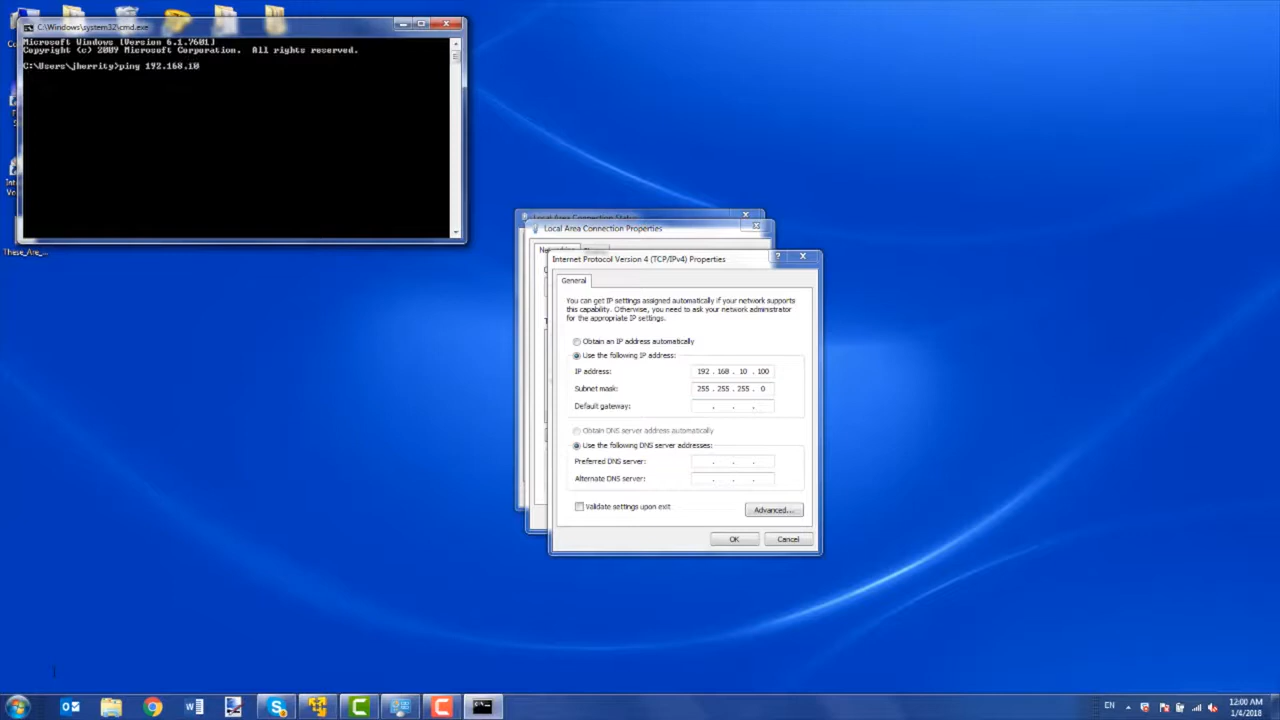 C:\Windows\system32\cmd.exe
Microsoft Windows [Version 6.1.7601]
Copyright (c) 2009 Microsoft Corporation.  All rights reserved.
C:\Users\jherrity>ping 192.168.10
These_Are_...
Local Area Connection Status
Local Area Connection Properties
Internet Protocol Version 4 (TCP/IPv4) Properties
General
You can get IP settings assigned automatically if your network supports
this capability. Otherwise, you need to ask your network administrator
for the appropriate IP settings.
Obtain an IP address automatically
Use the following IP address:
IP address: 192 . 168 . 10 . 100
Subnet mask: 255 . 255 . 255 . 0
Default gateway: . . .
Obtain DNS server address automatically
Use the following DNS server addresses:
Preferred DNS server: . . .
Alternate DNS server: . . .
Validate settings upon exit
Advanced...
OK Cancel
EN
12:00 AM
1/4/2018